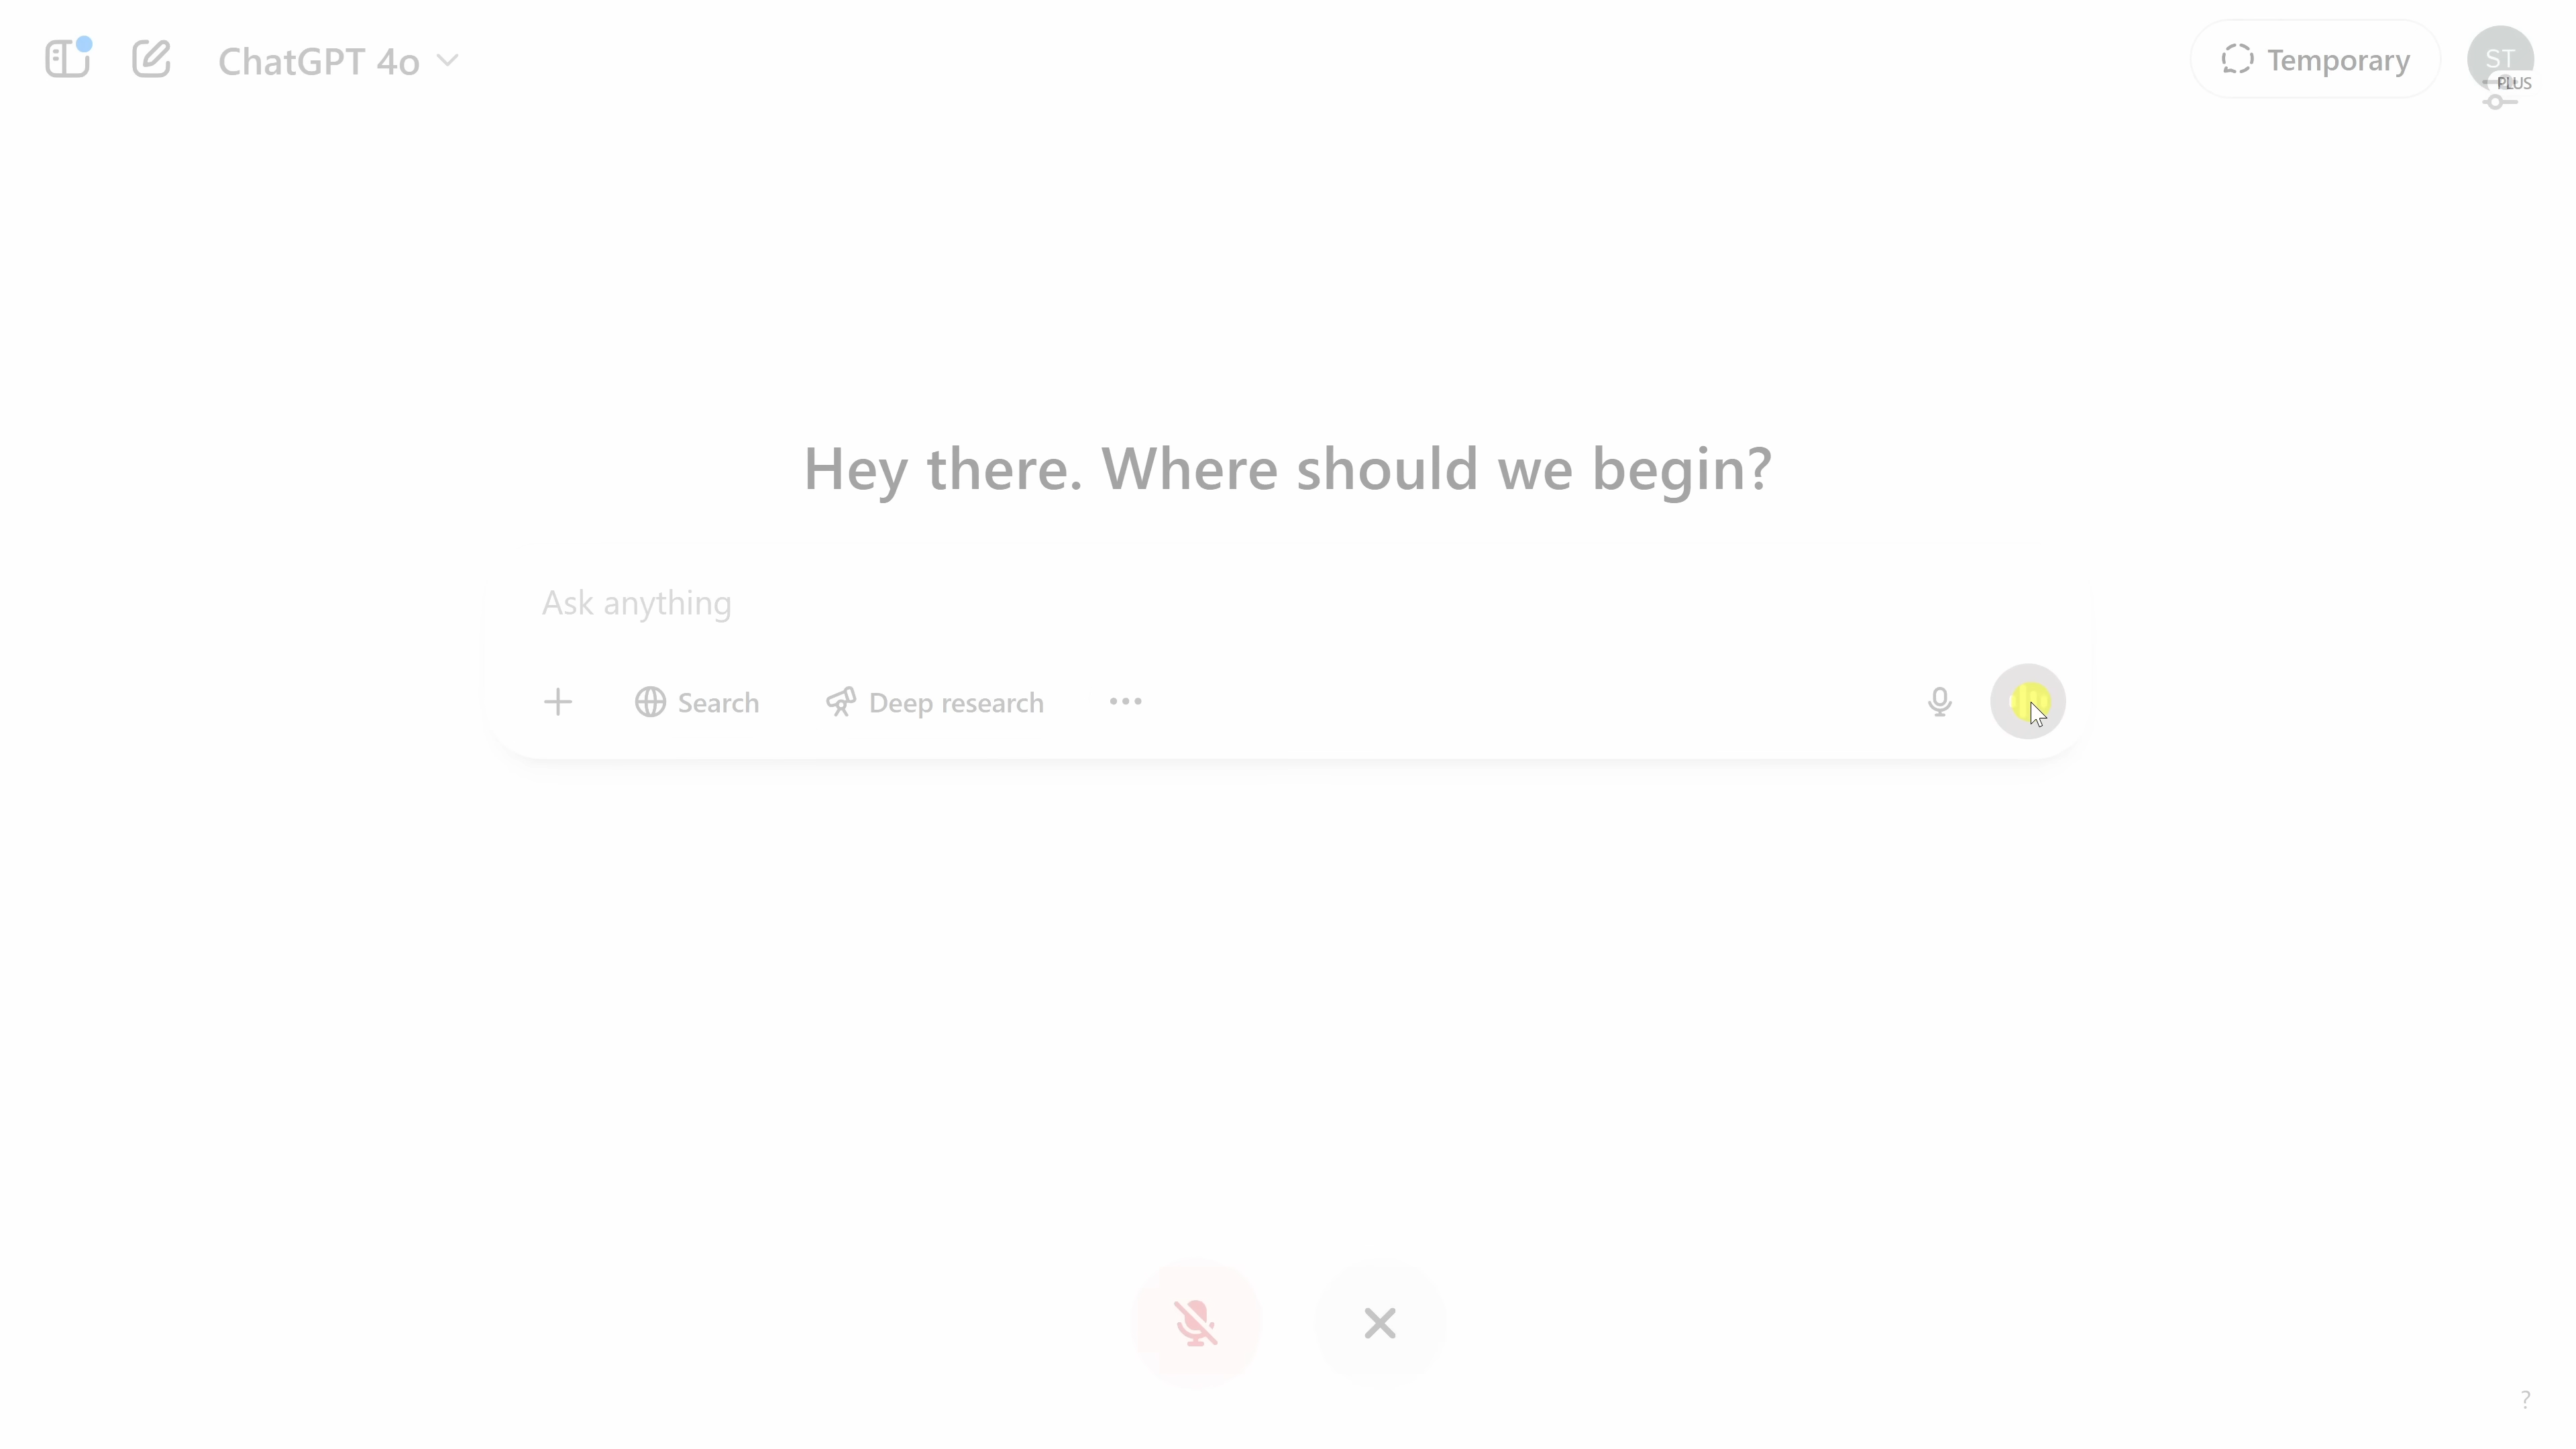 ChatGPT 4o
Temporary
ST
PLUS
Hey there. Where should we begin?
Ask anything
Search
Deep research
?